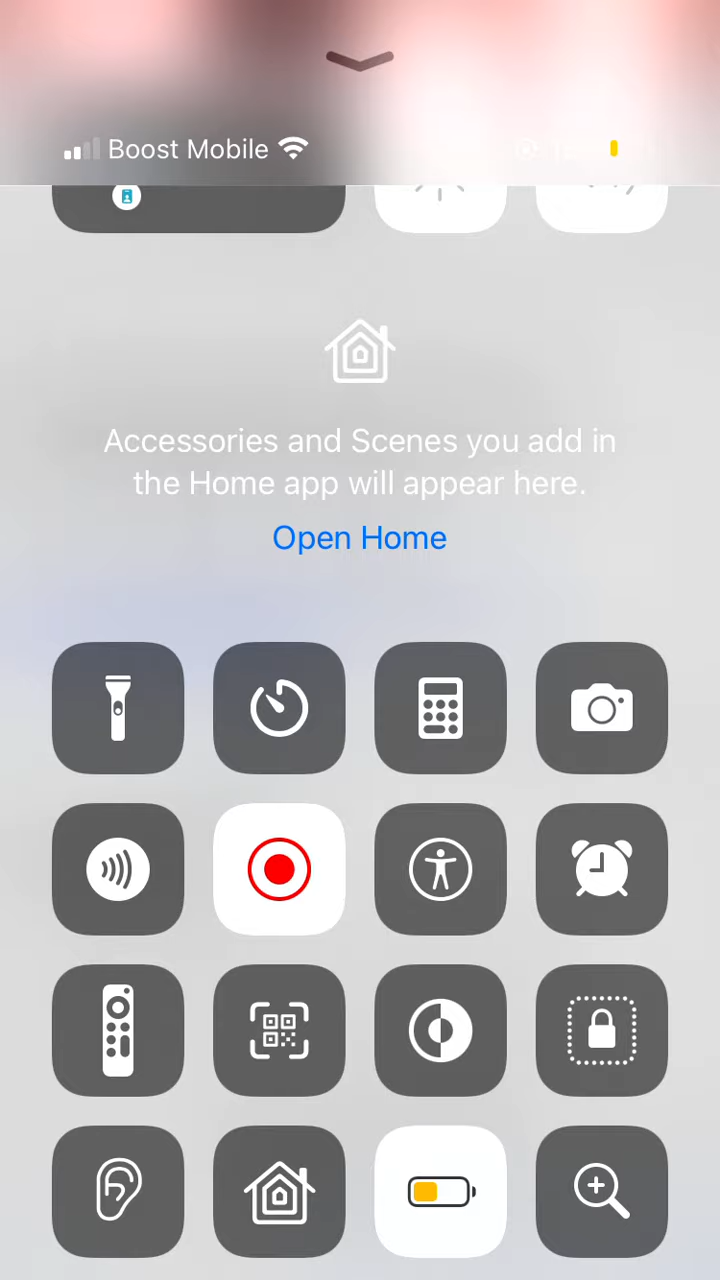 Boost Mobile
Accessories and Scenes you add in
the Home app will appear here.
Open Home